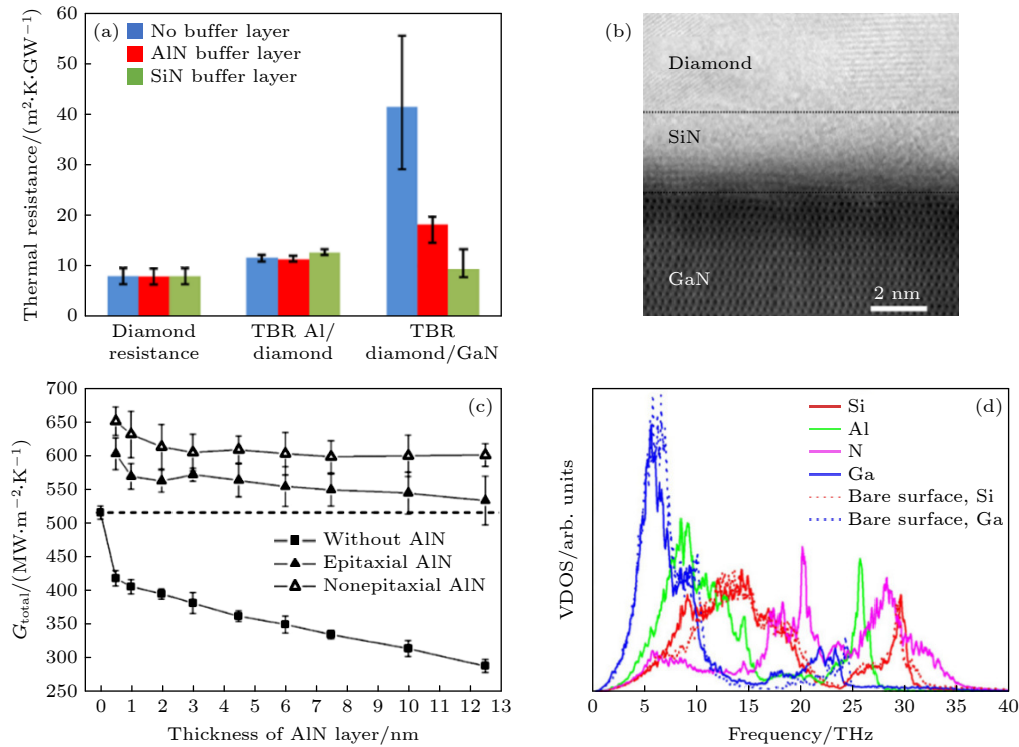 (a)
No buffer layer
AlN buffer layer
SiN buffer layer
Thermal resistance/(m²·K·GW⁻¹)
60
50
40
30
20
10
0
Diamond resistance
TBR Al/ diamond
TBR diamond/GaN
(b)
Diamond
SiN
GaN
2 nm
(c)
G_total/(MW·m⁻²·K⁻¹)
700
650
600
550
500
450
400
350
300
250
Without AlN
Epitaxial AlN
Nonepitaxial AlN
0 1 2 3 4 5 6 7 8 9 10 11 12 13
Thickness of AlN layer/nm
(d)
VDOS/arb. units
Si
Al
N
Ga
Bare surface, Si
Bare surface, Ga
0 5 10 15 20 25 30 35 40
Frequency/THz